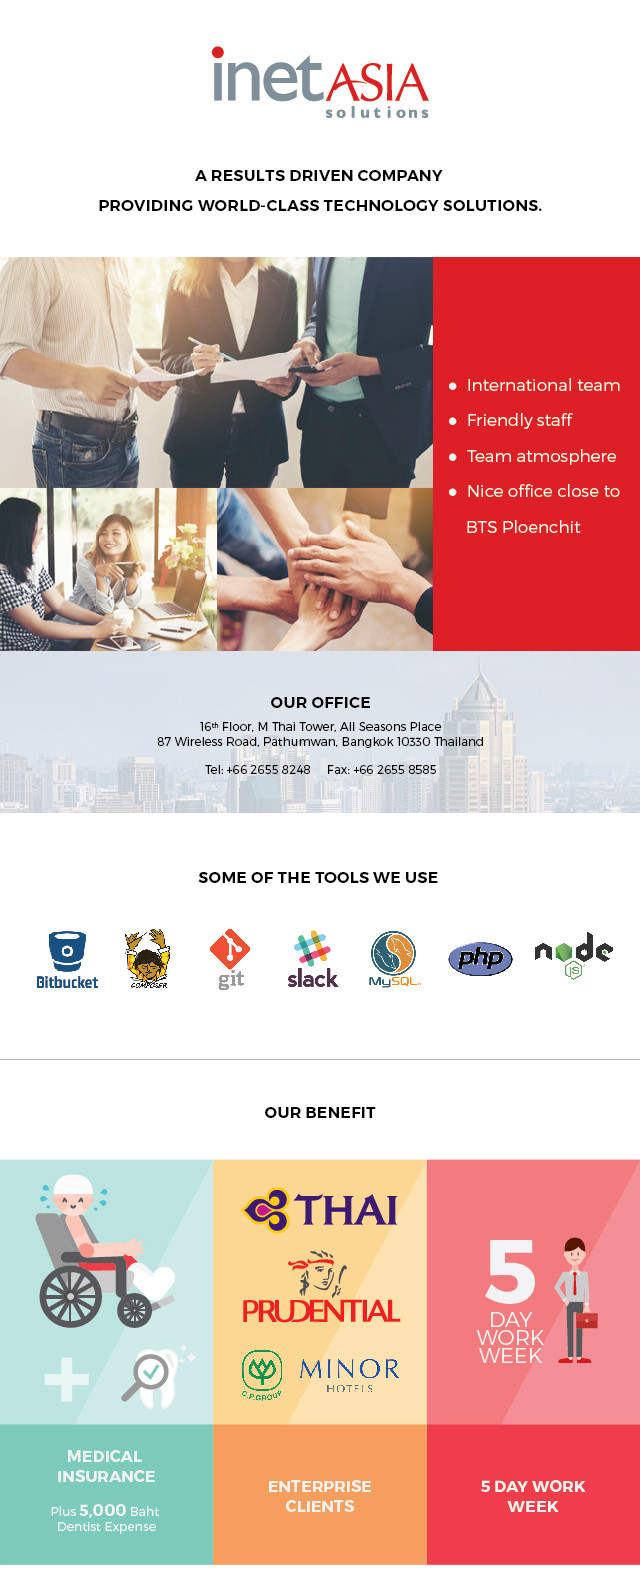 inetASIA
solutions
A RESULTS DRIVEN COMPANY
PROVIDING WORLD-CLASS TECHNOLOGY SOLUTIONS.
● International team
● Friendly staff
● Team atmosphere
● Nice office close to
BTS Ploenchit
OUR OFFICE
16th Floor, M Thai Tower, All Seasons Place
87 Wireless Road, Pathumwan, Bangkok 10330 Thailand
Tel: +66 2655 8248 Fax: +66 2655 8585
SOME OF THE TOOLS WE USE
Bitbucket
COMPOSER
git
slack
MySQL
php
node
JS
OUR BENEFIT
THAI
PRUDENTIAL
C.P. GROUP
MINOR
HOTELS
5
DAY
WORK
WEEK
MEDICAL
INSURANCE
Plus 5,000 Baht
Dentist Expense
ENTERPRISE
CLIENTS
5 DAY WORK
WEEK